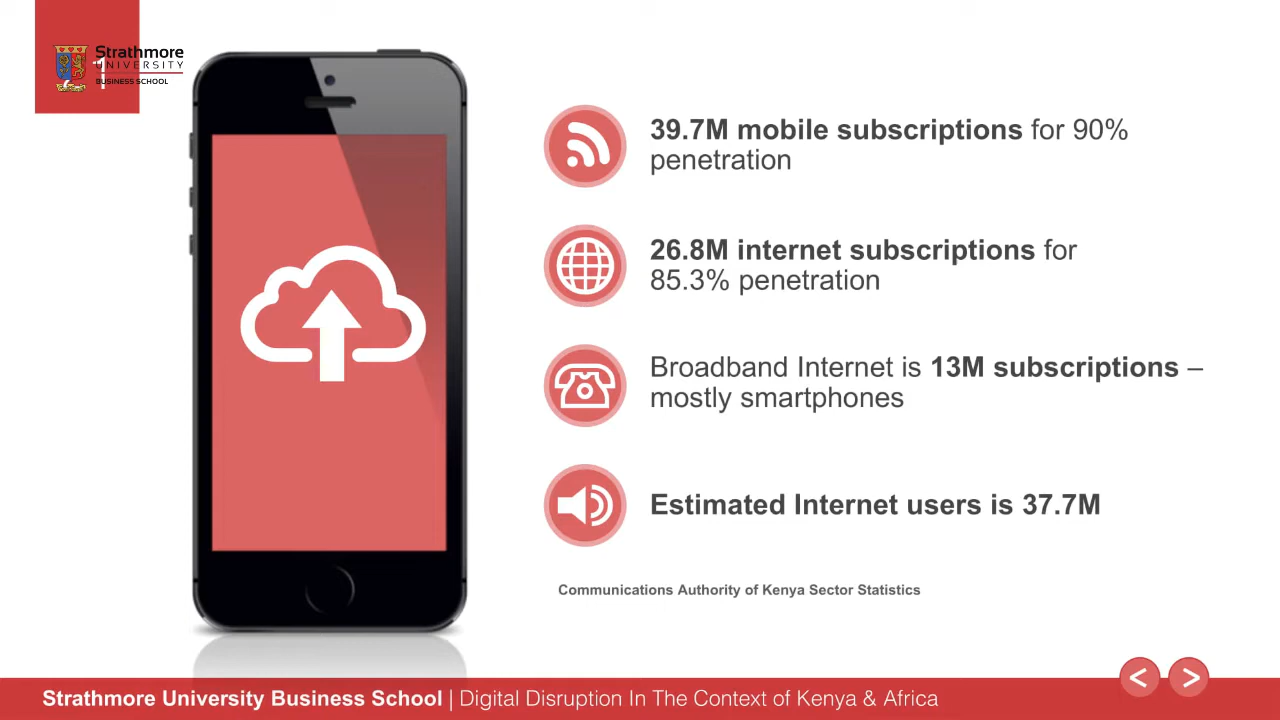 Strathmore
UNIVERSITY
BUSINESS SCHOOL
39.7M mobile subscriptions for 90%
penetration
26.8M internet subscriptions for
85.3% penetration
Broadband Internet is 13M subscriptions –
mostly smartphones
Estimated Internet users is 37.7M
Communications Authority of Kenya Sector Statistics
Strathmore University Business School | Digital Disruption In The Context of Kenya & Africa